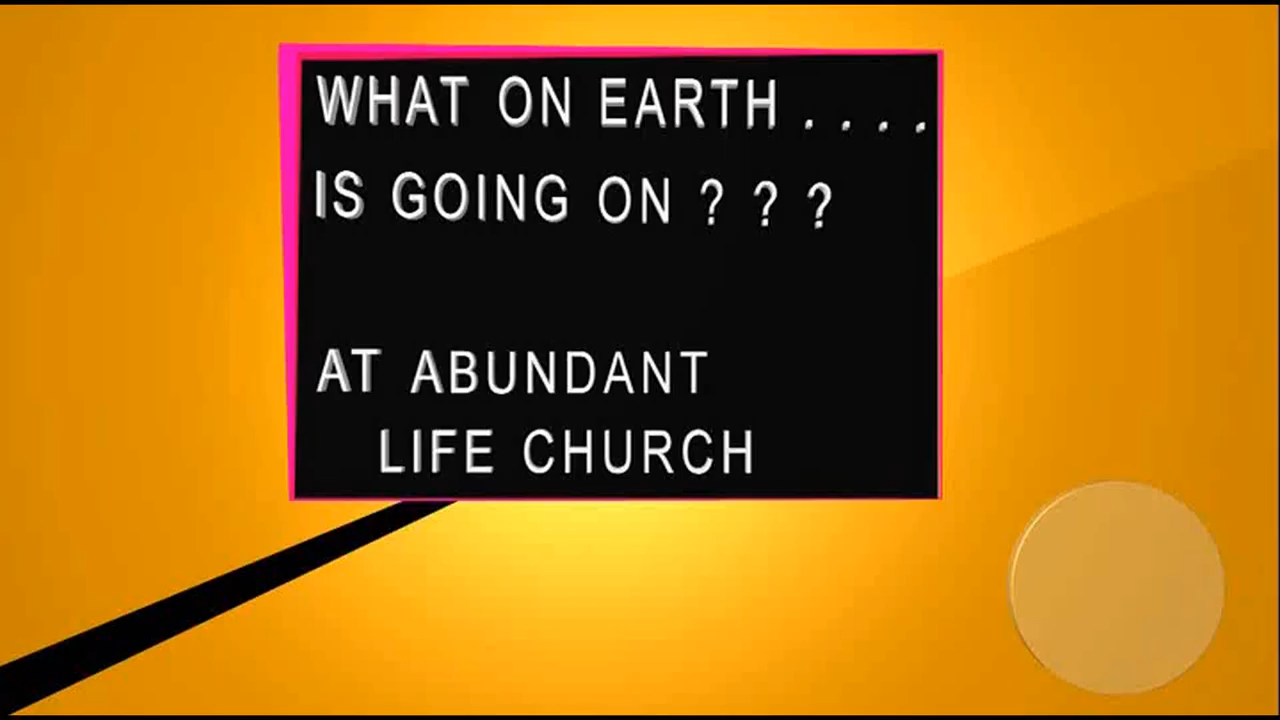 WHAT ON EARTH . . . .
IS GOING ON ? ? ?
AT ABUNDANT
LIFE CHURCH